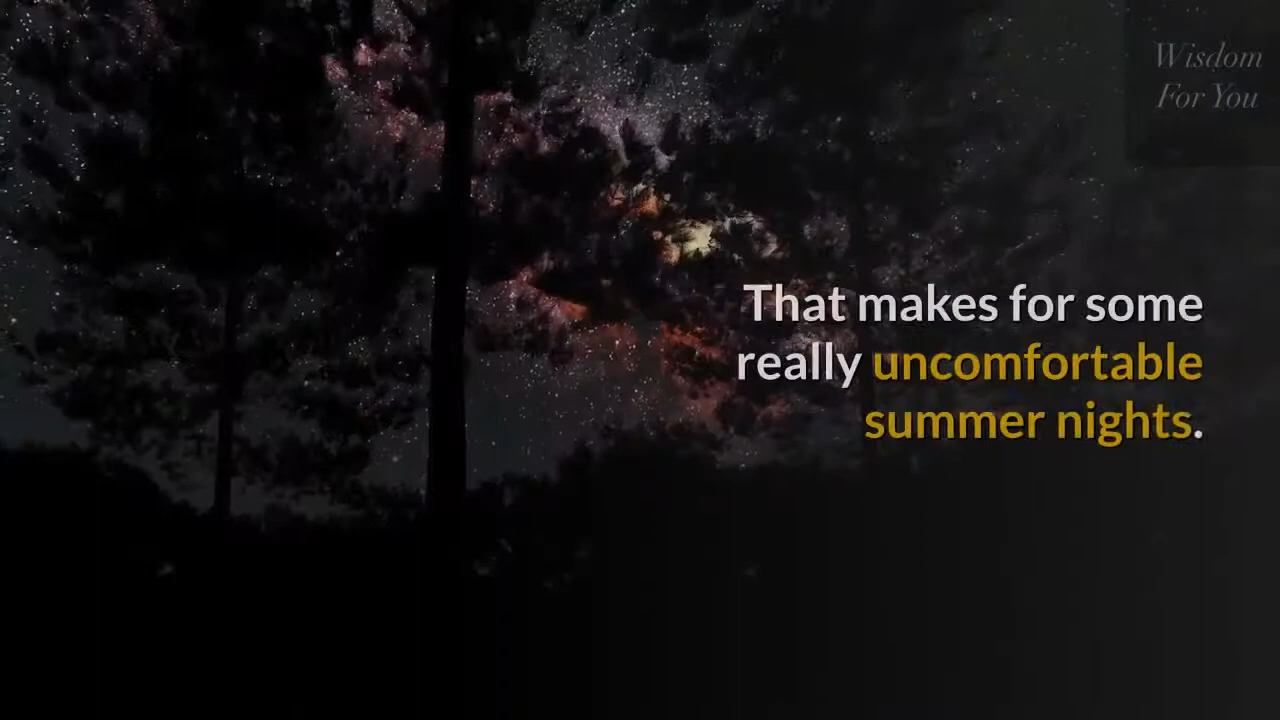 Wisdom
For You
That makes for some
really uncomfortable
summer nights.